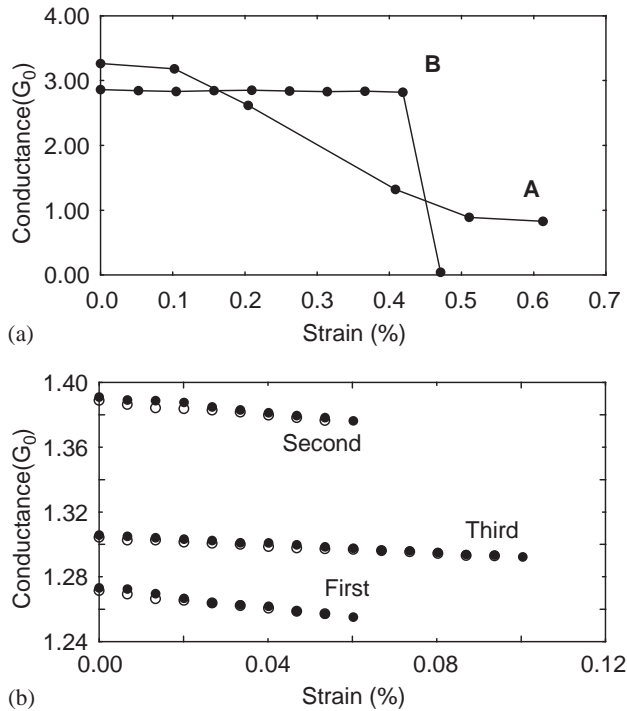 4.00
3.00
2.00
1.00
0.00
Conductance(G₀)
B
A
0.0 0.1 0.2 0.3 0.4 0.5 0.6 0.7
Strain (%)
(a)
1.40
1.36
1.32
1.28
1.24
Conductance(G₀)
Second
Third
First
0.00 0.04 0.08 0.12
Strain (%)
(b)